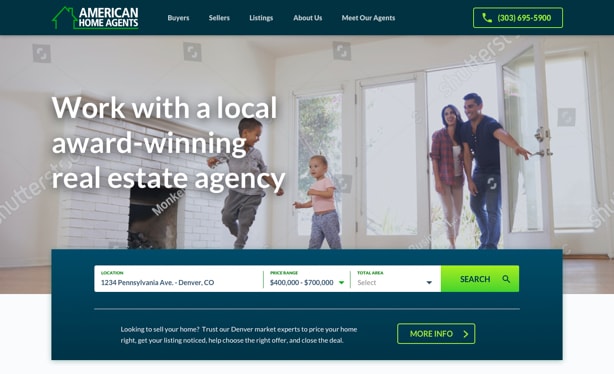 AMERICAN
HOME AGENTS
Buyers
Sellers
Listings
About Us
Meet Our Agents
(303) 695-5900
Work with a local
award-winning
real estate agency
shutterstock
Monkey
LOCATION
1234 Pennsylvania Ave. - Denver, CO
PRICE RANGE
$400,000 - $700,000
TOTAL AREA
Select
SEARCH
Looking to sell your home? Trust our Denver market experts to price your home
right, get your listing noticed, help choose the right offer, and close the deal.
MORE INFO